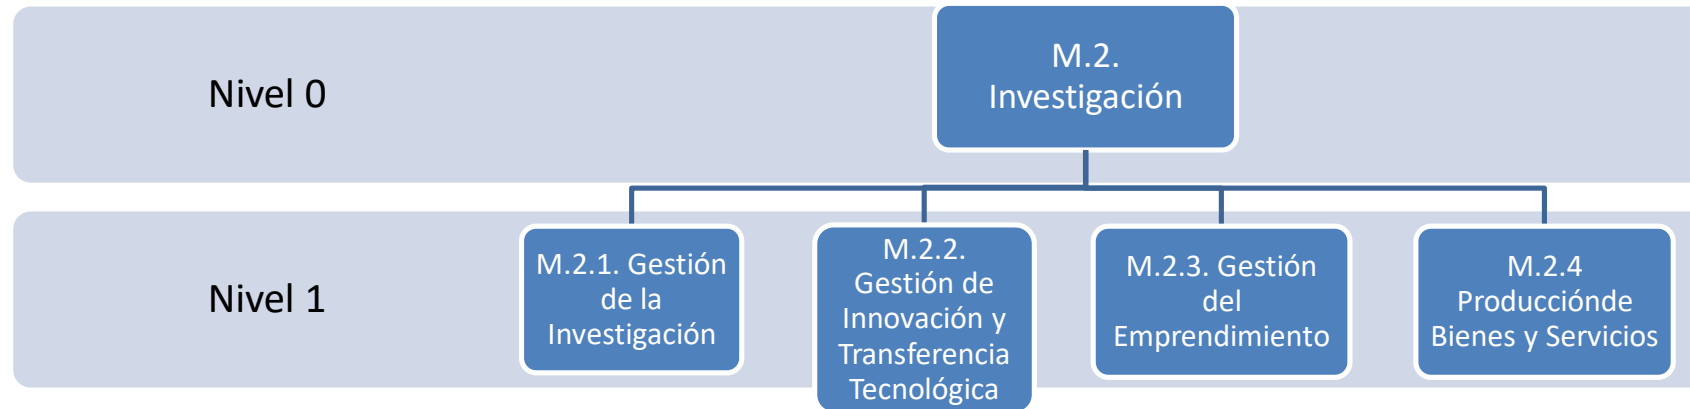 Nivel 0
M.2.
Investigación
Nivel 1
M.2.1. Gestión
de la
Investigación
M.2.2.
Gestión de
Innovación y
Transferencia
Tecnológica
M.2.3. Gestión
del
Emprendimiento
M.2.4
Producciónde
Bienes y Servicios